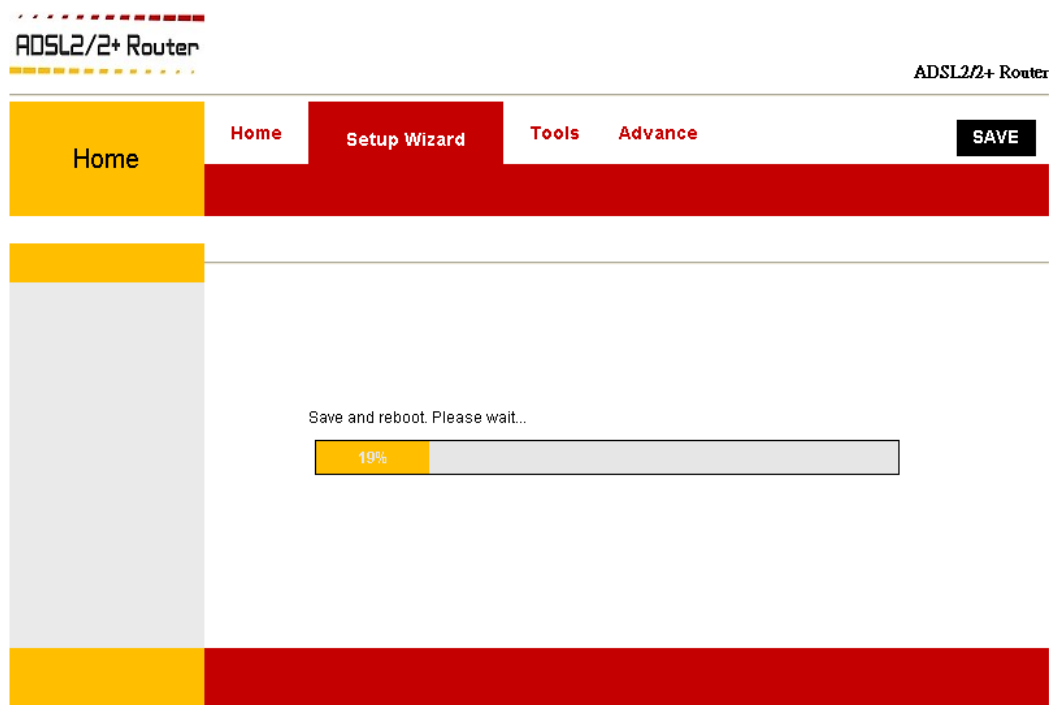 ADSL2/2+ Router
ADSL2/2+ Router
Home
Home
Setup Wizard
Tools
Advance
SAVE
Save and reboot. Please wait...
19%